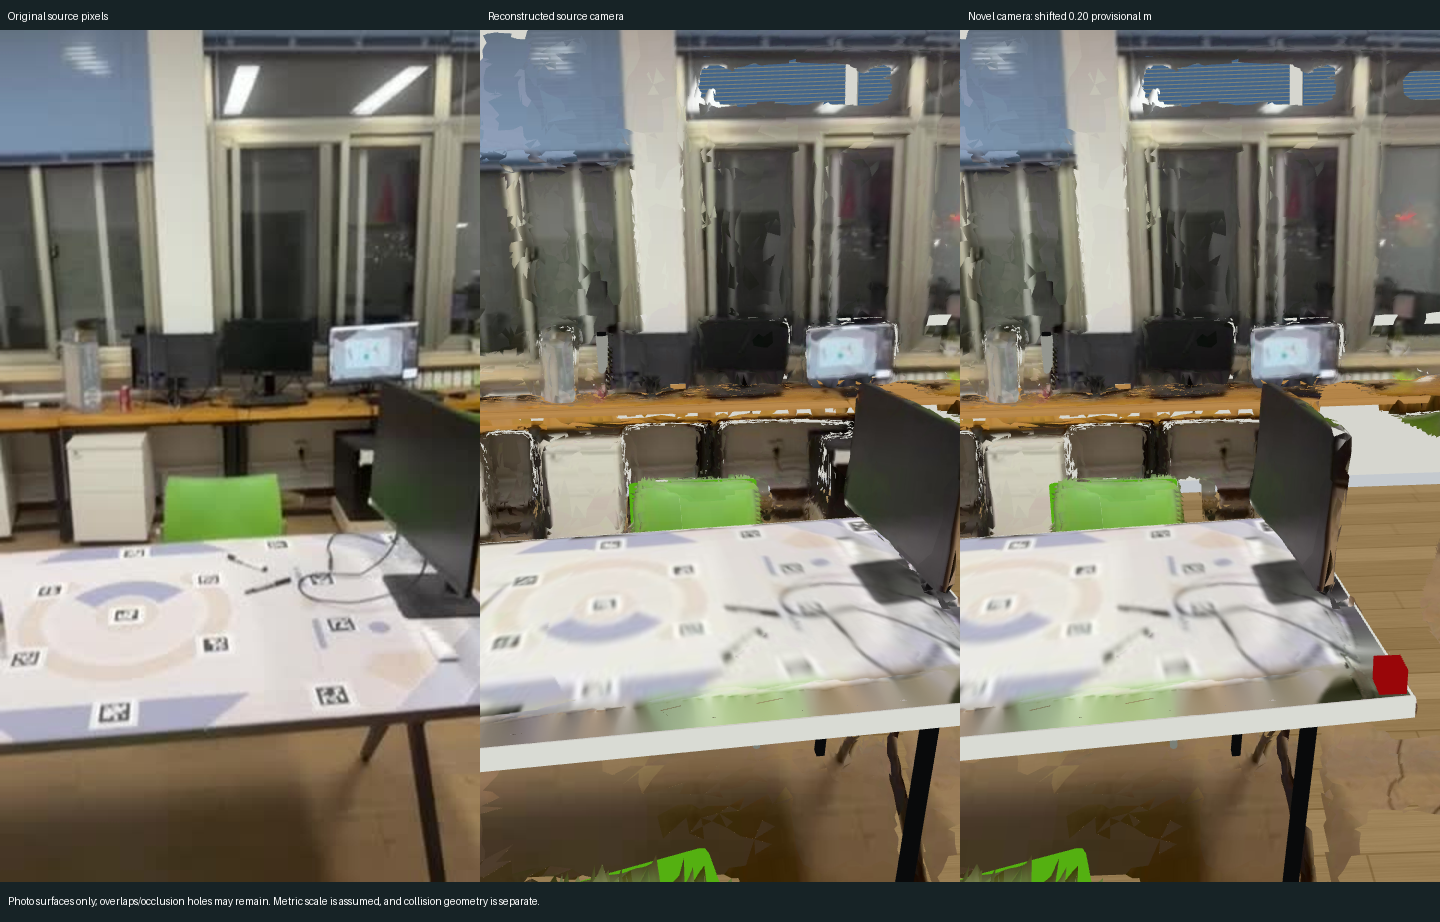 Original source pixels
Reconstructed source camera
Novel camera: shifted 0.20 provisional m
Photo surfaces only; overlaps/occlusion holes may remain. Metric scale is assumed, and collision geometry is separate.